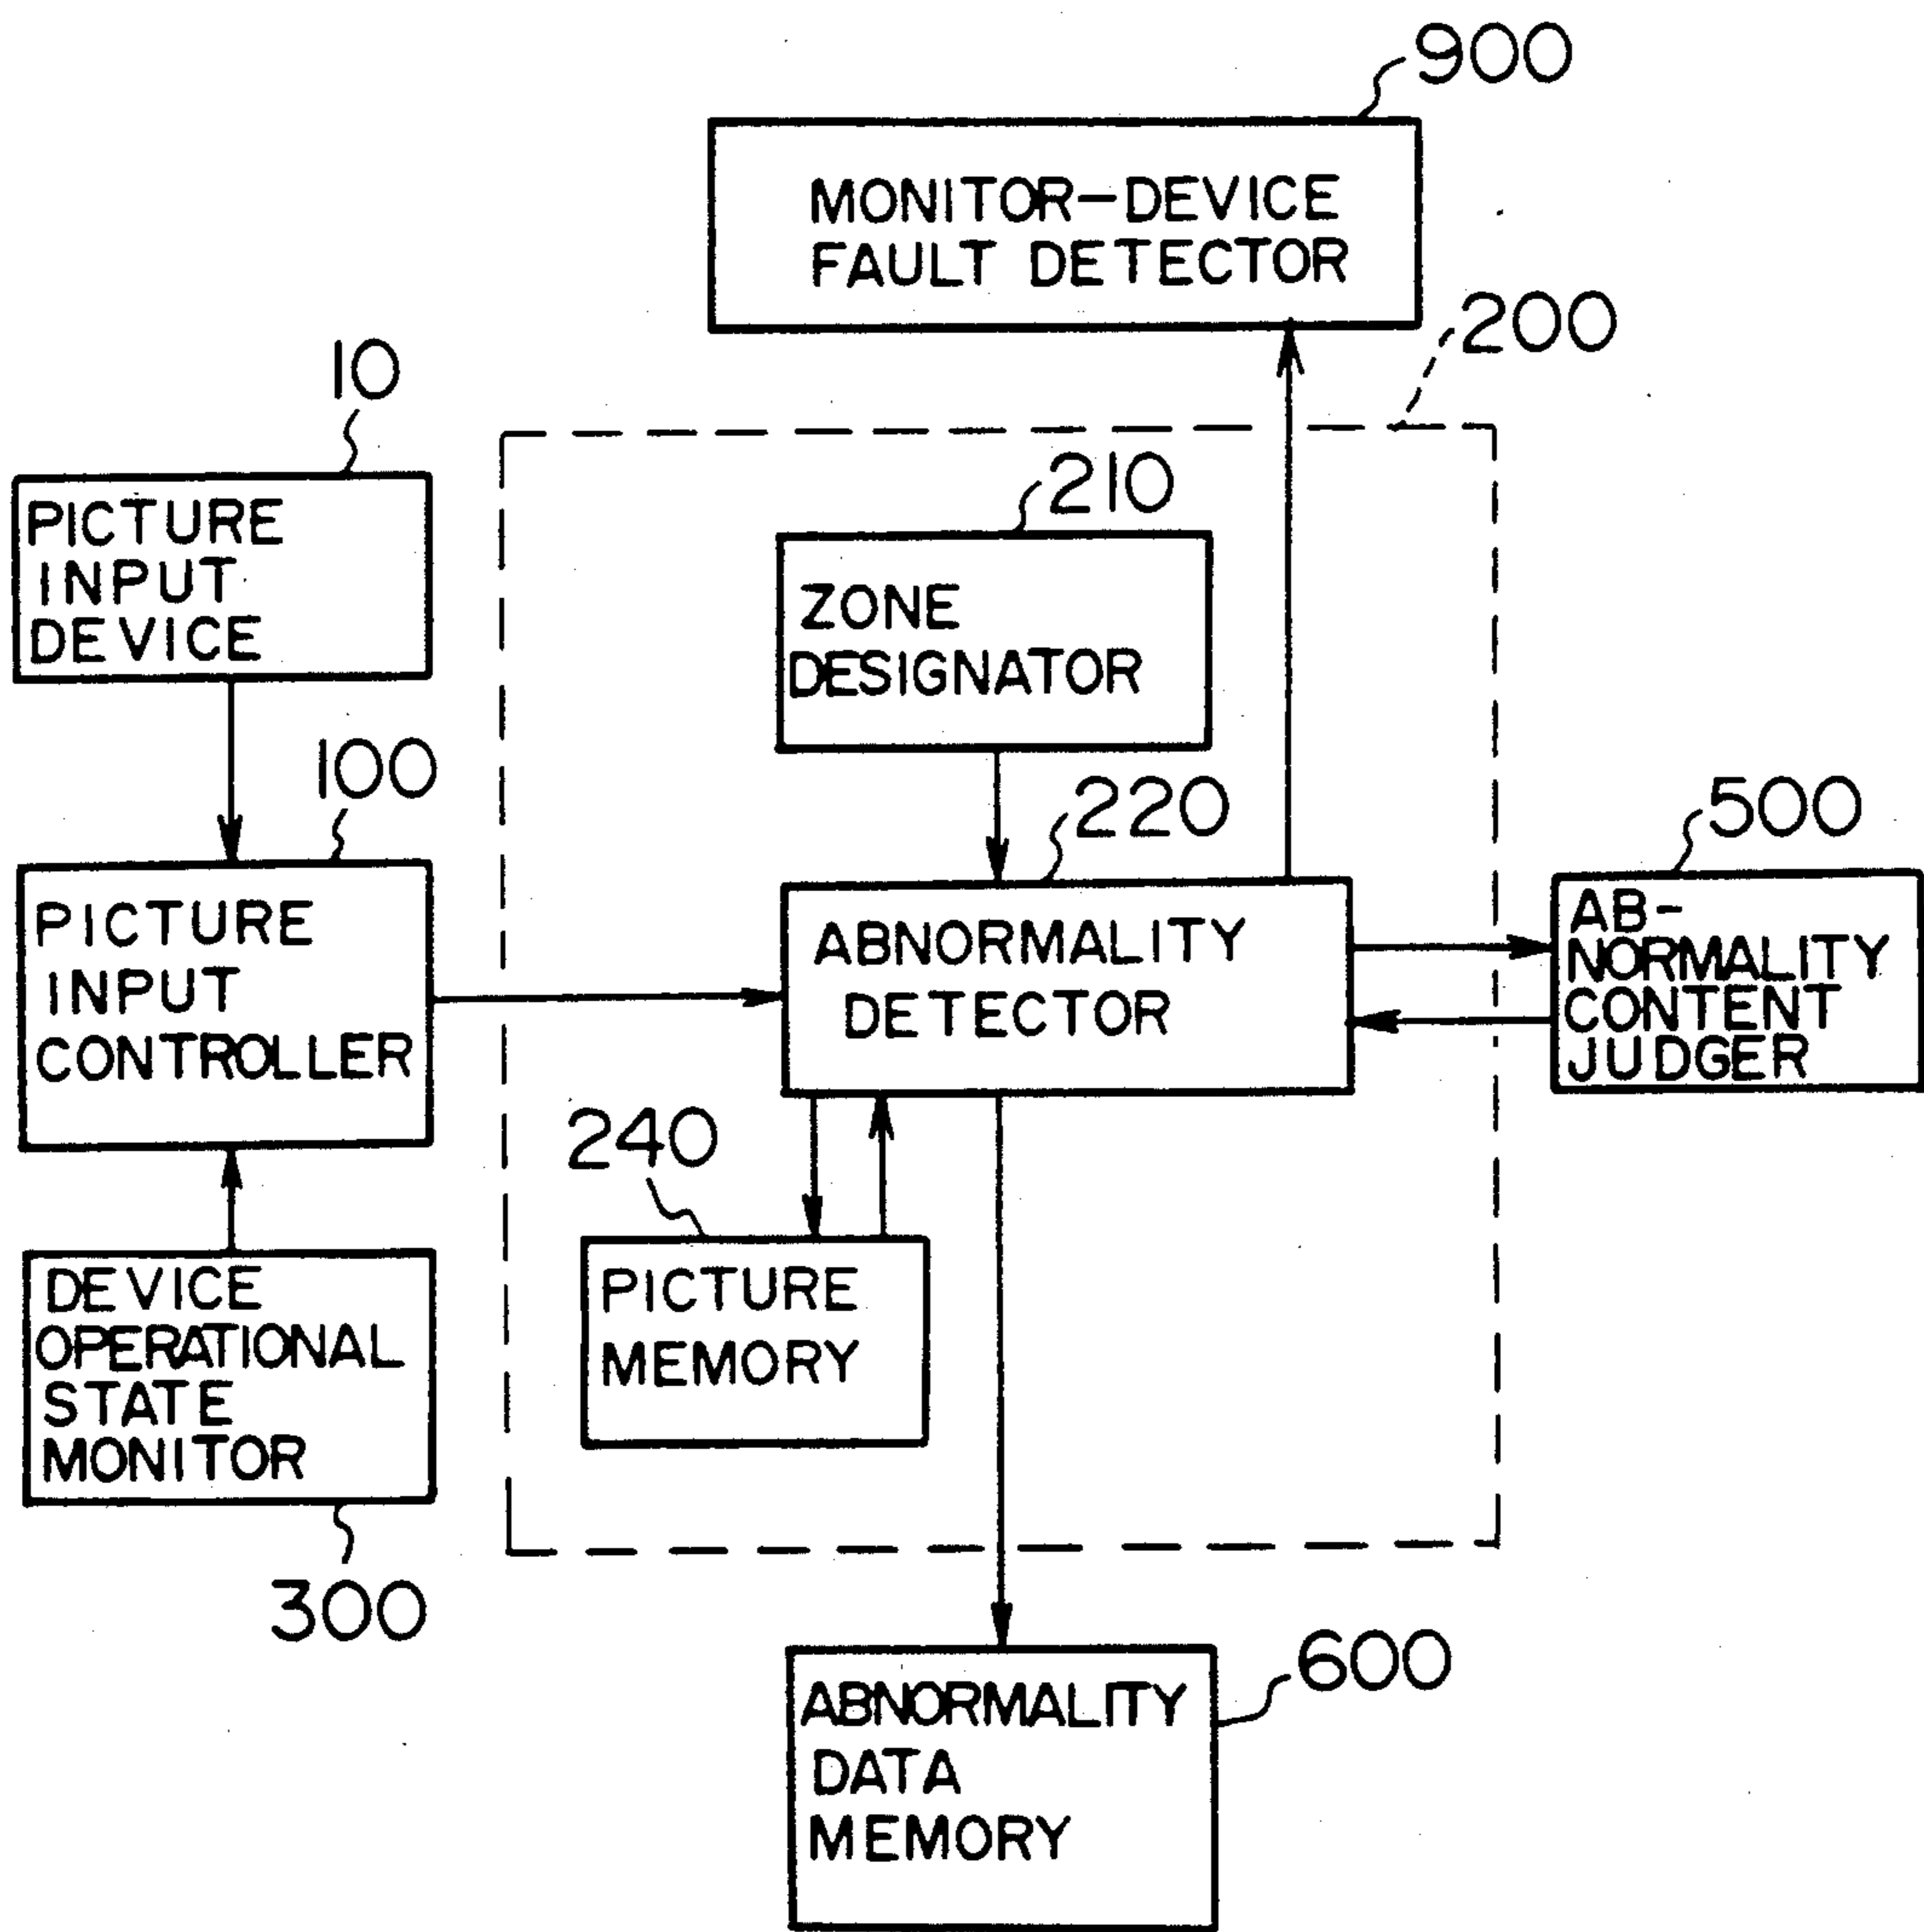 900
MONITOR-DEVICE
FAULT DETECTOR
200
10
PICTURE
INPUT
DEVICE
210
ZONE
DESIGNATOR
100
PICTURE
INPUT
CONTROLLER
220
ABNORMALITY
DETECTOR
500
AB-
NORMALITY
CONTENT
JUDGER
240
PICTURE
MEMORY
DEVICE
OPERATIONAL
STATE
MONITOR
300
600
ABNORMALITY
DATA
MEMORY